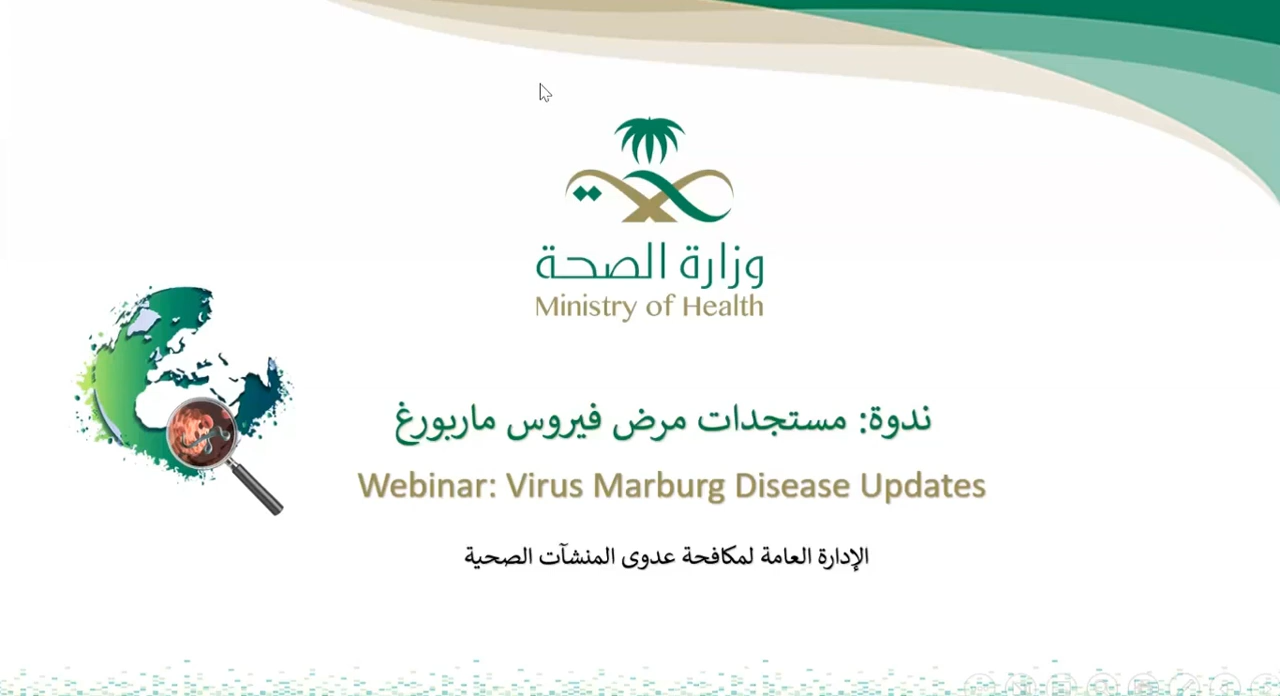 وزارة الصحة
Ministry of Health
ندوة: مستجدات مرض فيروس ماربورغ
Webinar: Virus Marburg Disease Updates
الإدارة العامة لمكافحة عدوى المنشآت الصحية